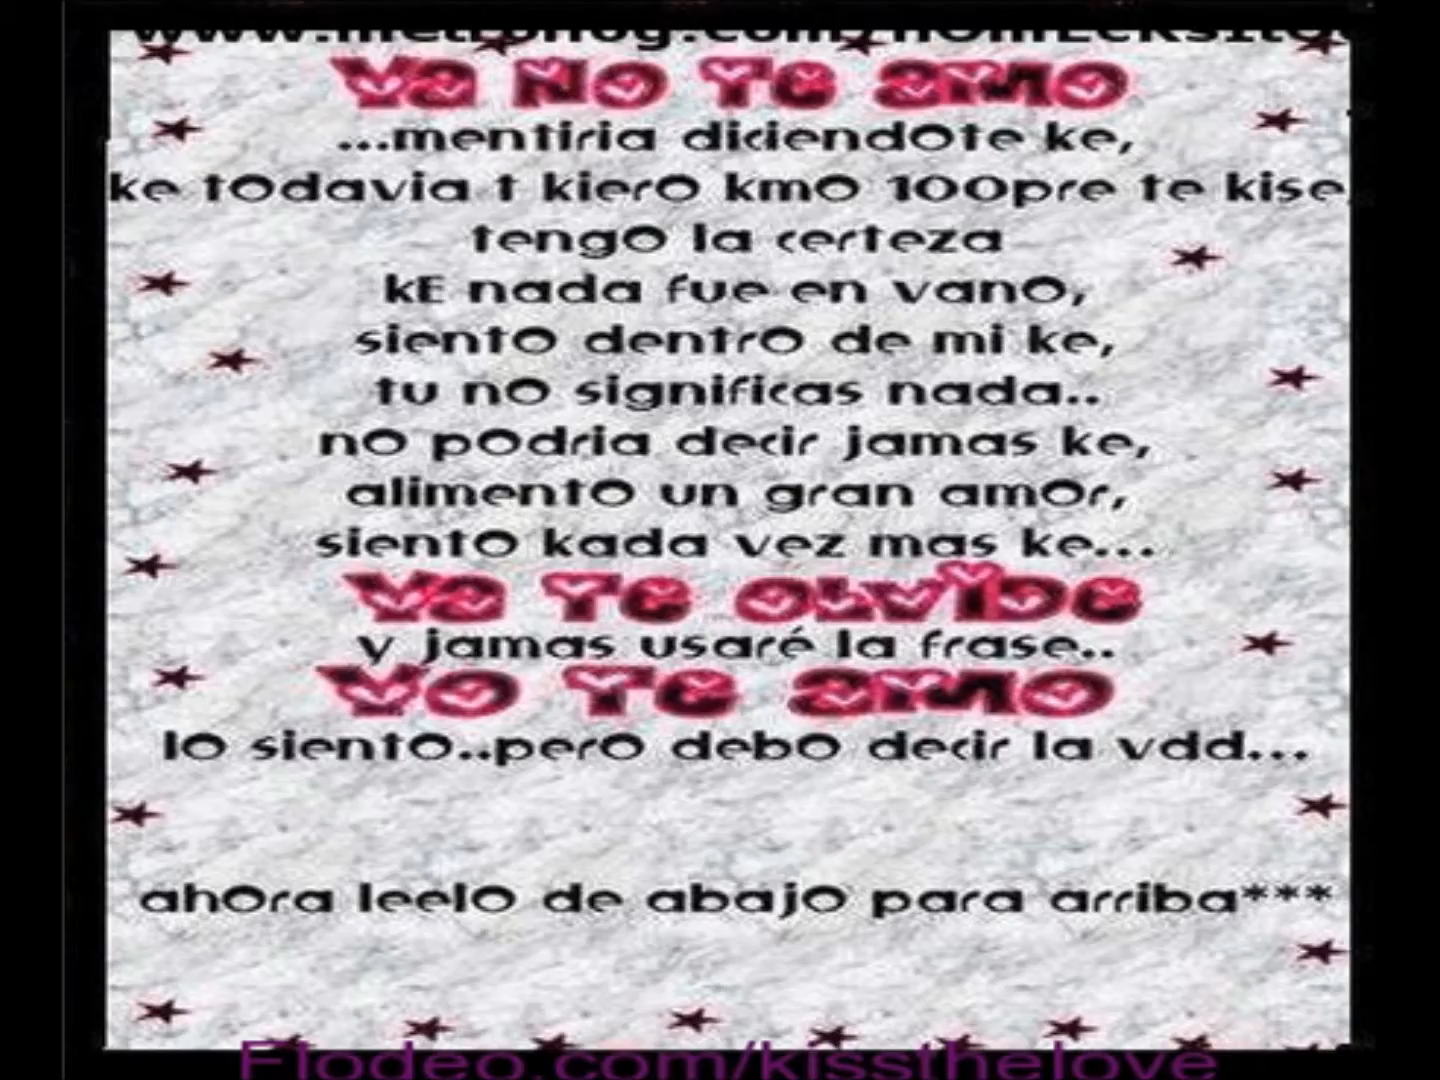 Ya No Te amo
...mentiria diciendOte ke,
ke tOdavia t kierO kmO 100pre te kise
tengO la certeza
kE nada fue en vanO,
sientO dentrO de mi ke,
tu nO significas nada..
nO pOdria decir jamas ke,
alimentO un gran amOr,
sientO kada vez mas ke...
Ya Te olvide
y jamas usaré la frase..
Yo Te amo
lO sientO..perO debO decir la vdd...
ahOra leelO de abajO para arriba***
Flodeo.com/kissthelove